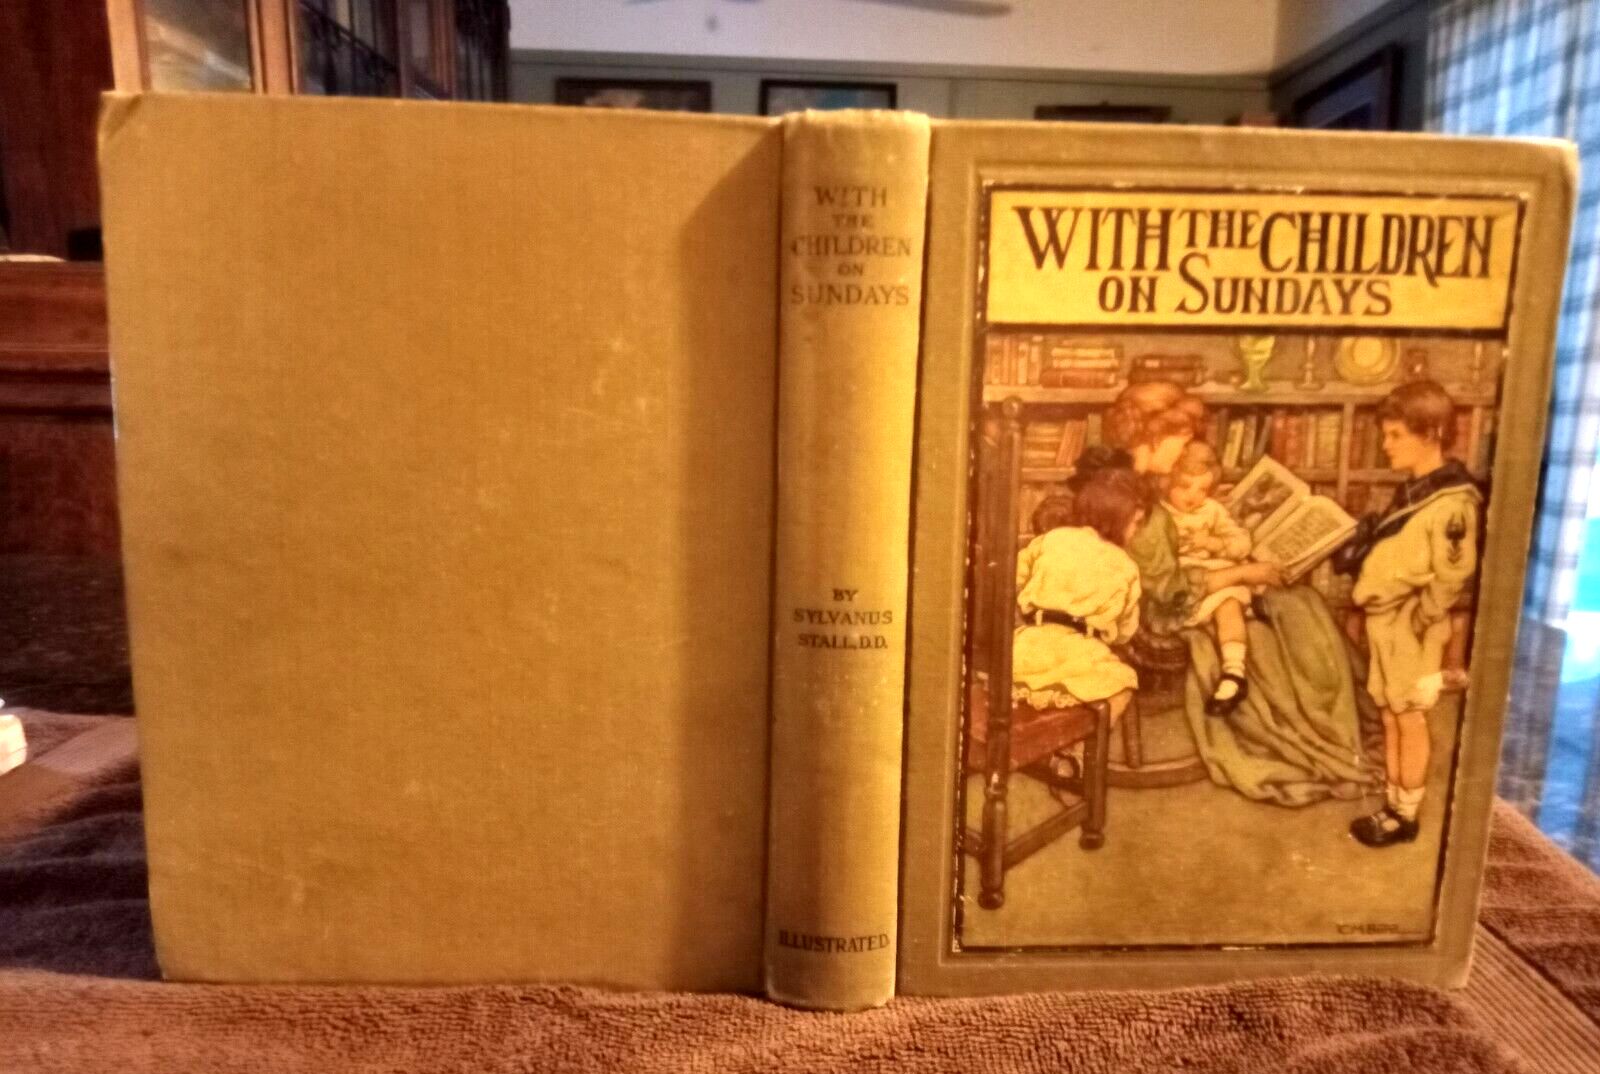 WITH
THE
CHILDREN
ON
SUNDAYS
BY
SYLVANUS
STALL, D.D.
ILLUSTRATED.
WITH THE CHILDREN
ON SUNDAYS